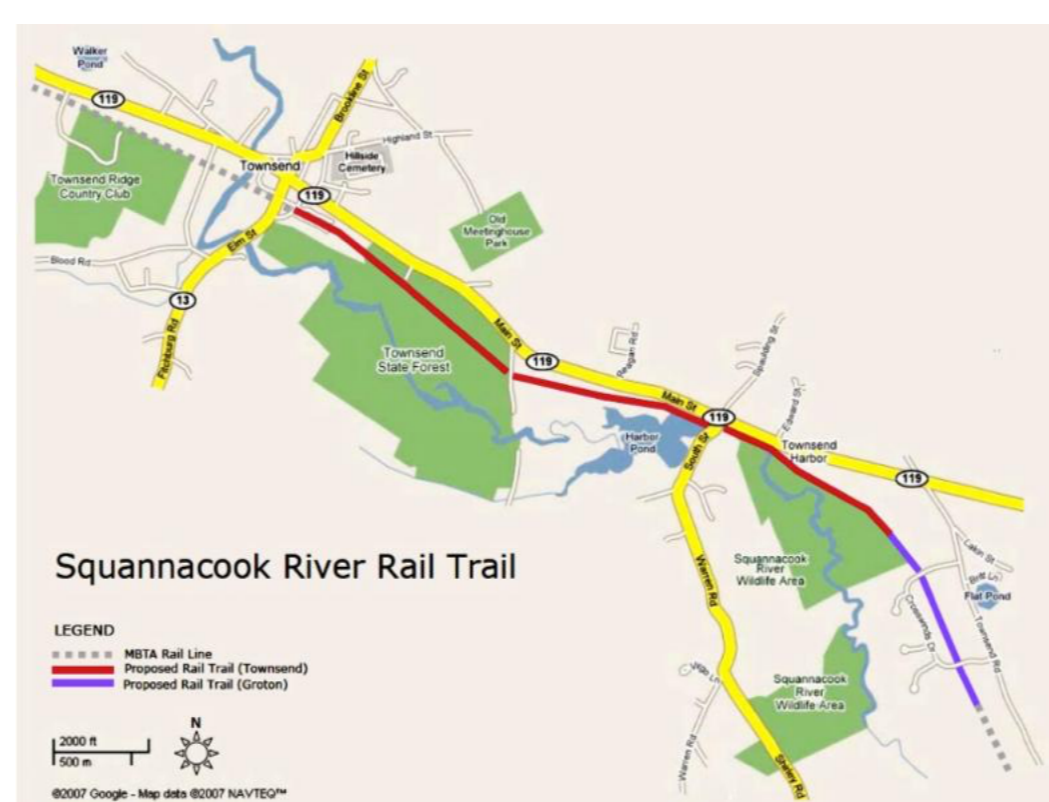 Walker
Pond
119
Brookline St
Highland St
Townsend
Hillside
Cemetery
119
Townsend Ridge
Country Club
Old
Meetinghouse
Park
Elm St
Blood Rd
13
Fitchburg Rd
Townsend
State Forest
Main St
119
Reagan Rd
Spaulding St
Main St
119
Edward St
Harbor
Pond
South St
Townsend
Harbor
119
Squannacook River Rail Trail
Squannacook
River
Wildlife Area
Warren Rd
Lakin St
Britt Ln
Flat Pond
Crosswinds Dr
Townsend Rd
LEGEND
MBTA Rail Line
Proposed Rail Trail (Townsend)
Proposed Rail Trail (Groton)
Squannacook
River
Wildlife Area
Warren Rd
Shirley Rd
N
2000 ft
500 m
©2007 Google - Map data ©2007 NAVTEQ™